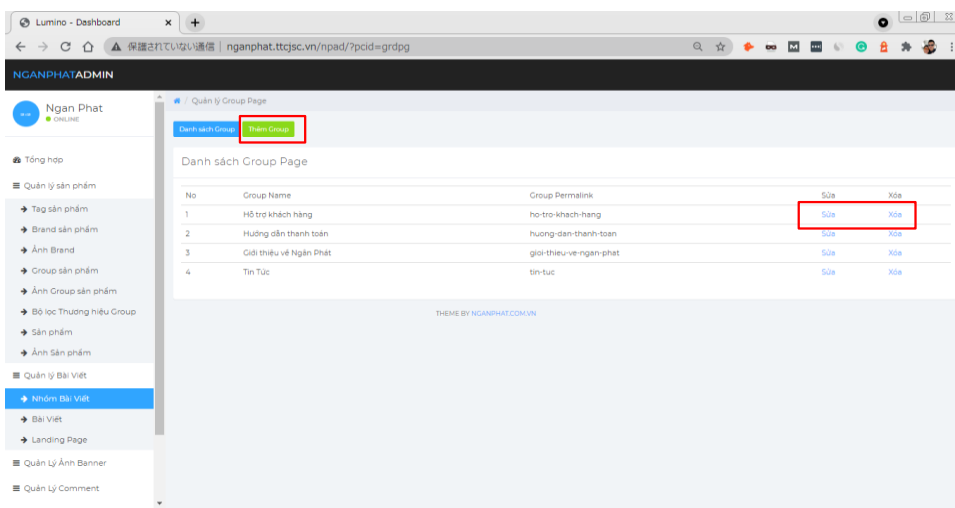 Lumino - Dashboard
保護されていない通信 | nganphat.ttcjsc.vn/npad/?pcid=grdpg
NGANPHATADMIN
Ngan Phat
ONLINE
/ Quản lý Group Page
Danh sách Group
Thêm Group
Tổng hợp
Quản lý sản phẩm
Tag sản phẩm
Brand sản phẩm
Ảnh Brand
Group sản phẩm
Ảnh Group sản phẩm
Bộ lọc Thương hiệu Group
Sản phẩm
Ảnh Sản phẩm
Quản lý Bài Viết
Nhóm Bài Viết
Bài Viết
Landing Page
Quản Lý Ảnh Banner
Quản Lý Comment
Danh sách Group Page
No Group Name Group Permalink Sửa Xóa
1 Hỗ trợ khách hàng ho-tro-khach-hang Sửa Xóa
2 Hướng dẫn thanh toán huong-dan-thanh-toan Sửa Xóa
3 Giới thiệu về Ngân Phát gioi-thieu-ve-ngan-phat Sửa Xóa
4 Tin Tức tin-tuc Sửa Xóa
THEME BY NGANPHAT.COM.VN